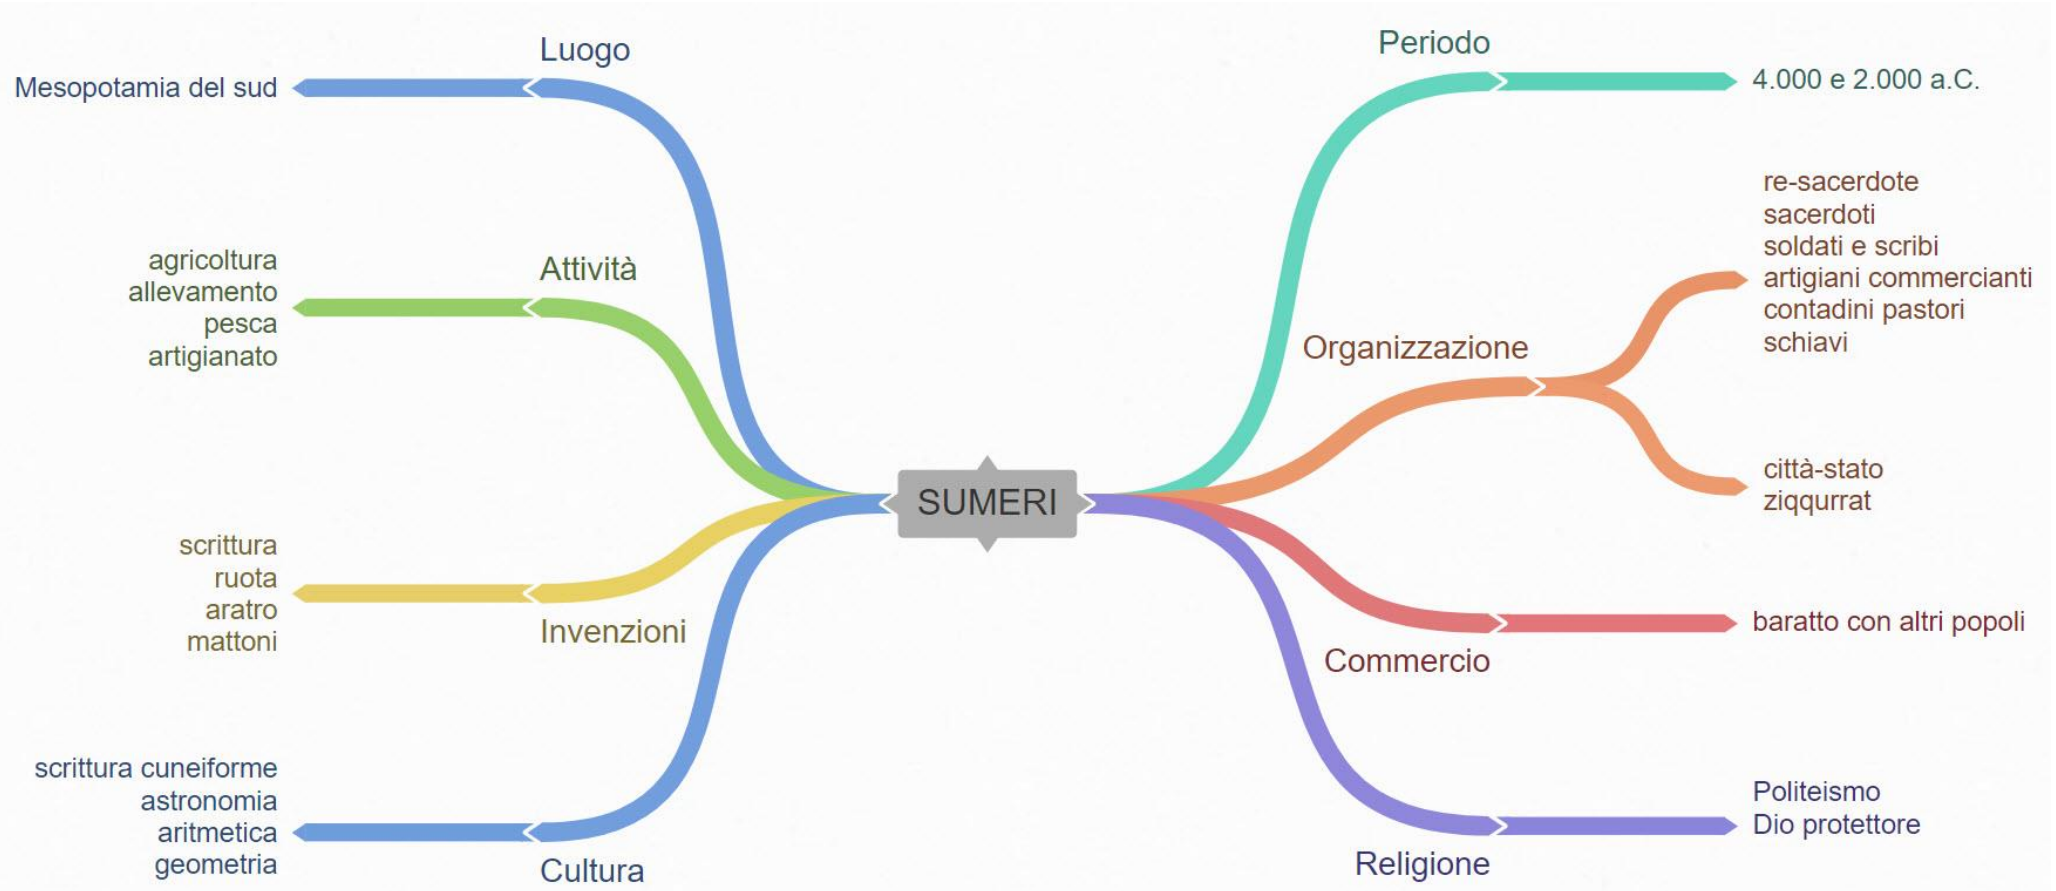 SUMERI
Luogo
Mesopotamia del sud
Attività
agricoltura
allevamento
pesca
artigianato
Invenzioni
scrittura
ruota
aratro
mattoni
Cultura
scrittura cuneiforme
astronomia
aritmetica
geometria
Periodo
4.000 e 2.000 a.C.
Organizzazione
re-sacerdote
sacerdoti
soldati e scribi
artigiani commercianti
contadini pastori
schiavi
città-stato
ziqqurrat
Commercio
baratto con altri popoli
Religione
Politeismo
Dio protettore